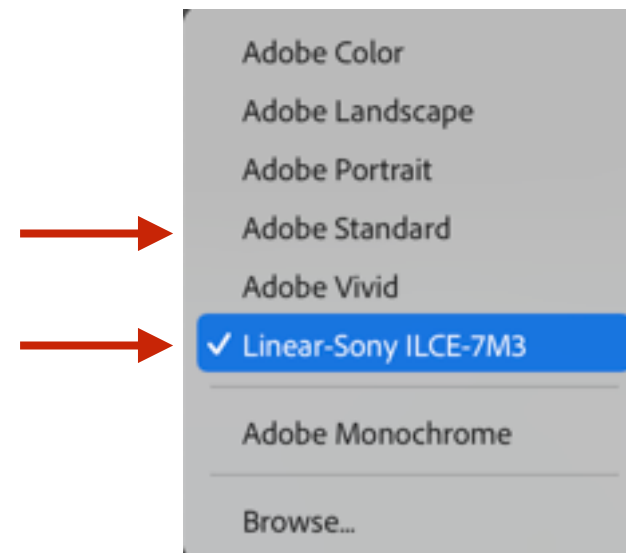 Adobe Color
Adobe Landscape
Adobe Portrait
Adobe Standard
Adobe Vivid
✓ Linear-Sony ILCE-7M3
Adobe Monochrome
Browse...